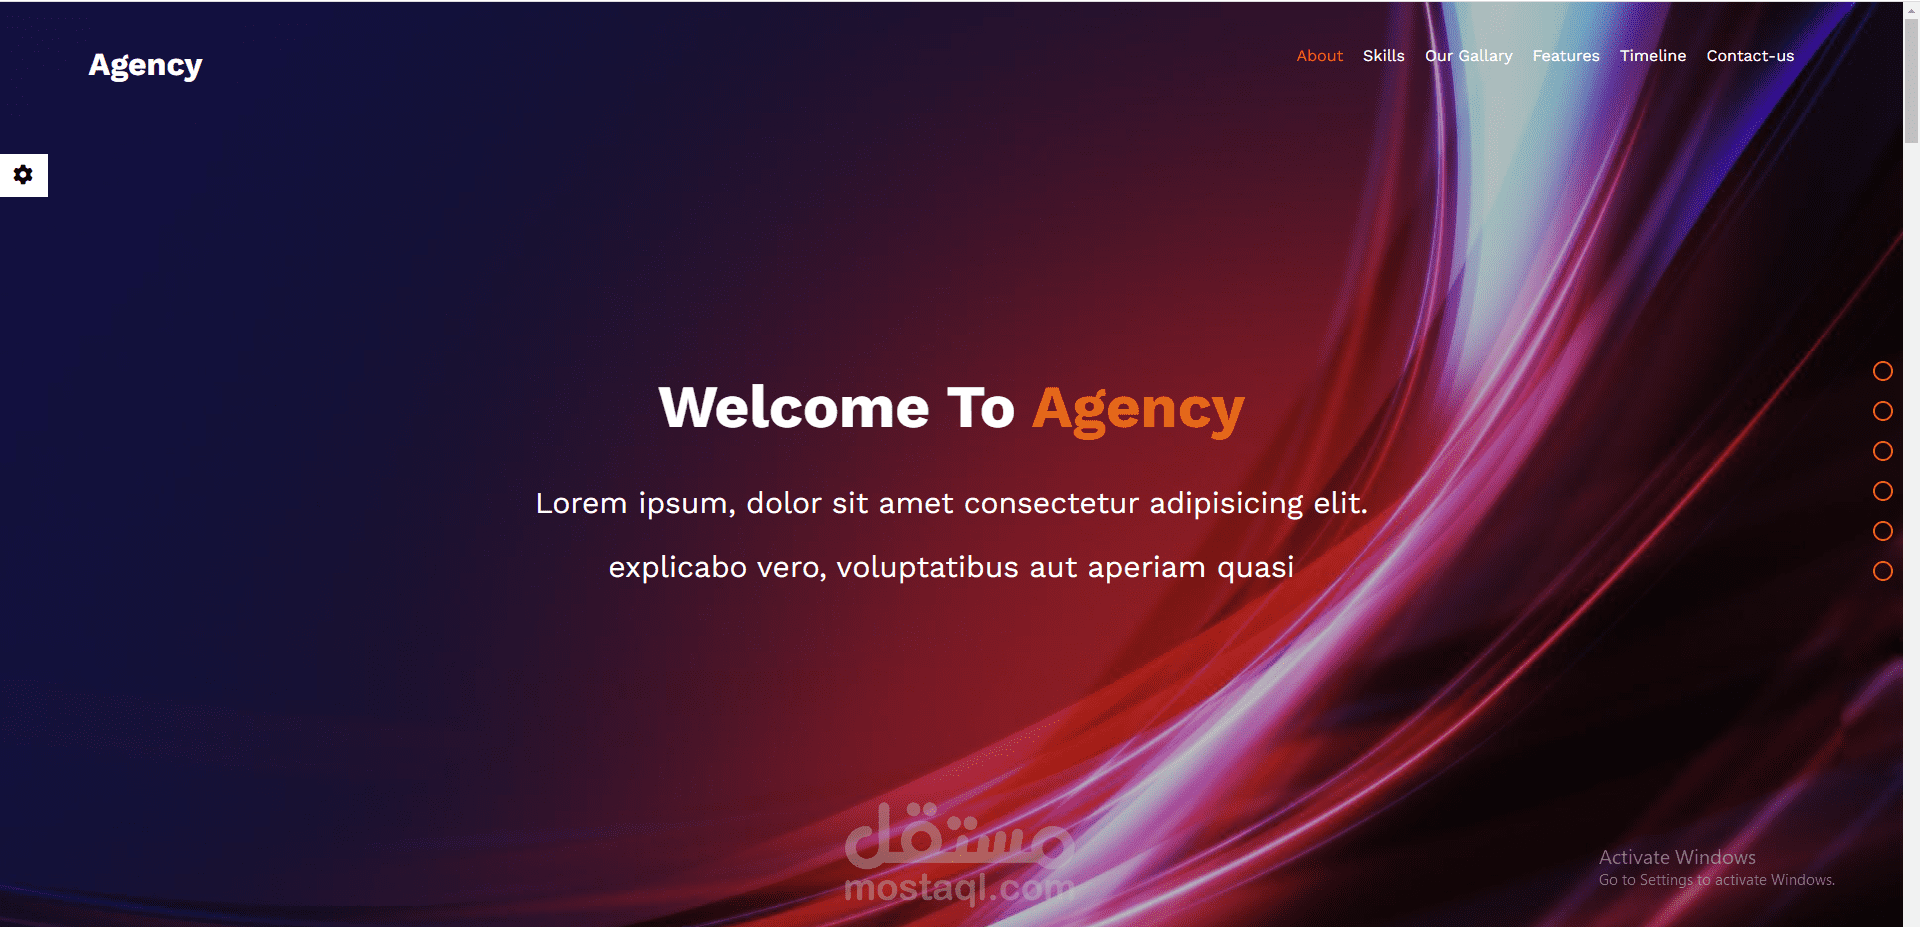 Agency
About Skills Our Gallary Features Timeline Contact-us
Welcome To Agency
Lorem ipsum, dolor sit amet consectetur adipisicing elit.
explicabo vero, voluptatibus aut aperiam quasi
مستقل
mostaql.com
Activate Windows
Go to Settings to activate Windows.